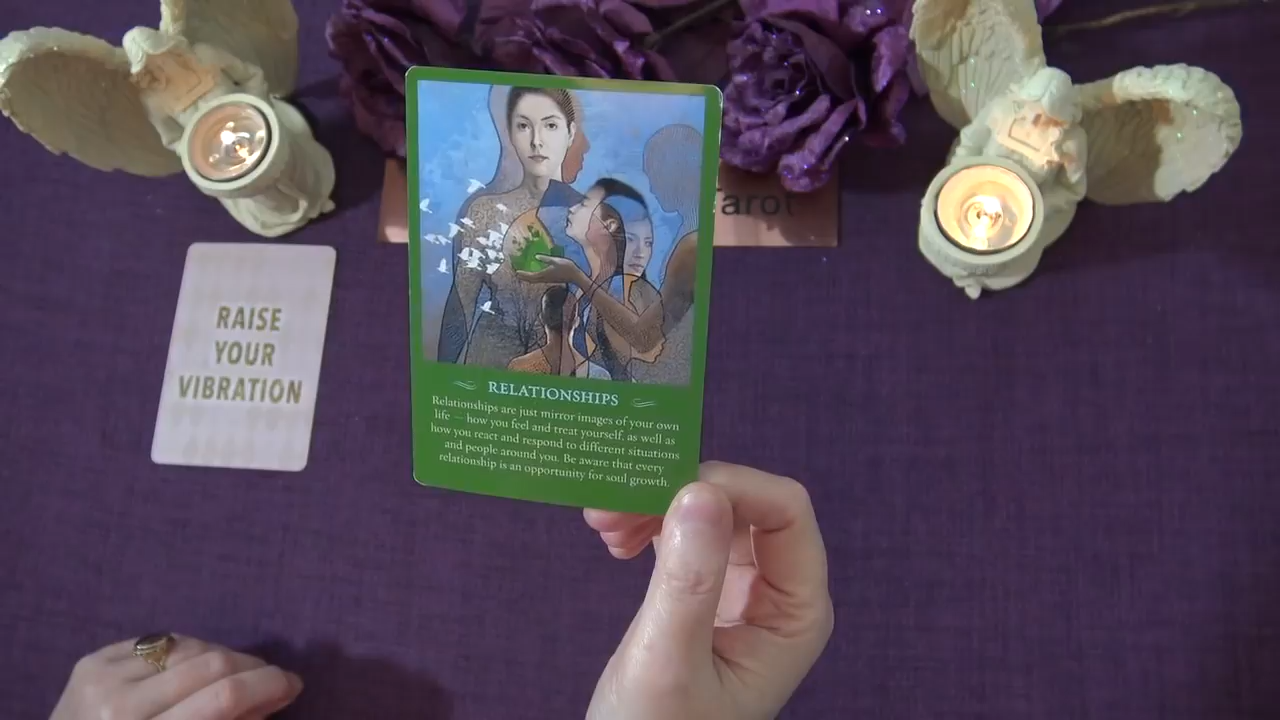 Tarot
RAISE
YOUR
VIBRATION
RELATIONSHIPS
Relationships are just mirror images of your own
life — how you feel and treat yourself, as well as
how you react and respond to different situations
and people around you. Be aware that every
relationship is an opportunity for soul growth.